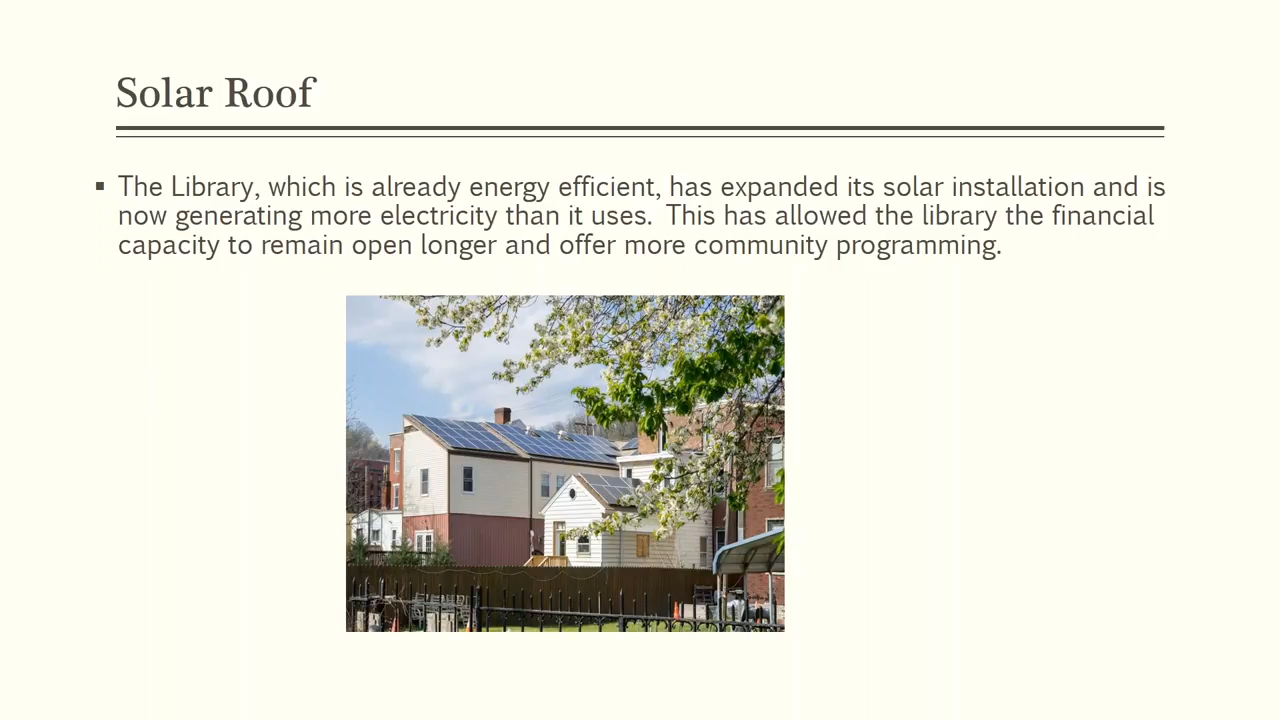 Solar Roof
▪ The Library, which is already energy efficient, has expanded its solar installation and is
now generating more electricity than it uses.  This has allowed the library the financial
capacity to remain open longer and offer more community programming.